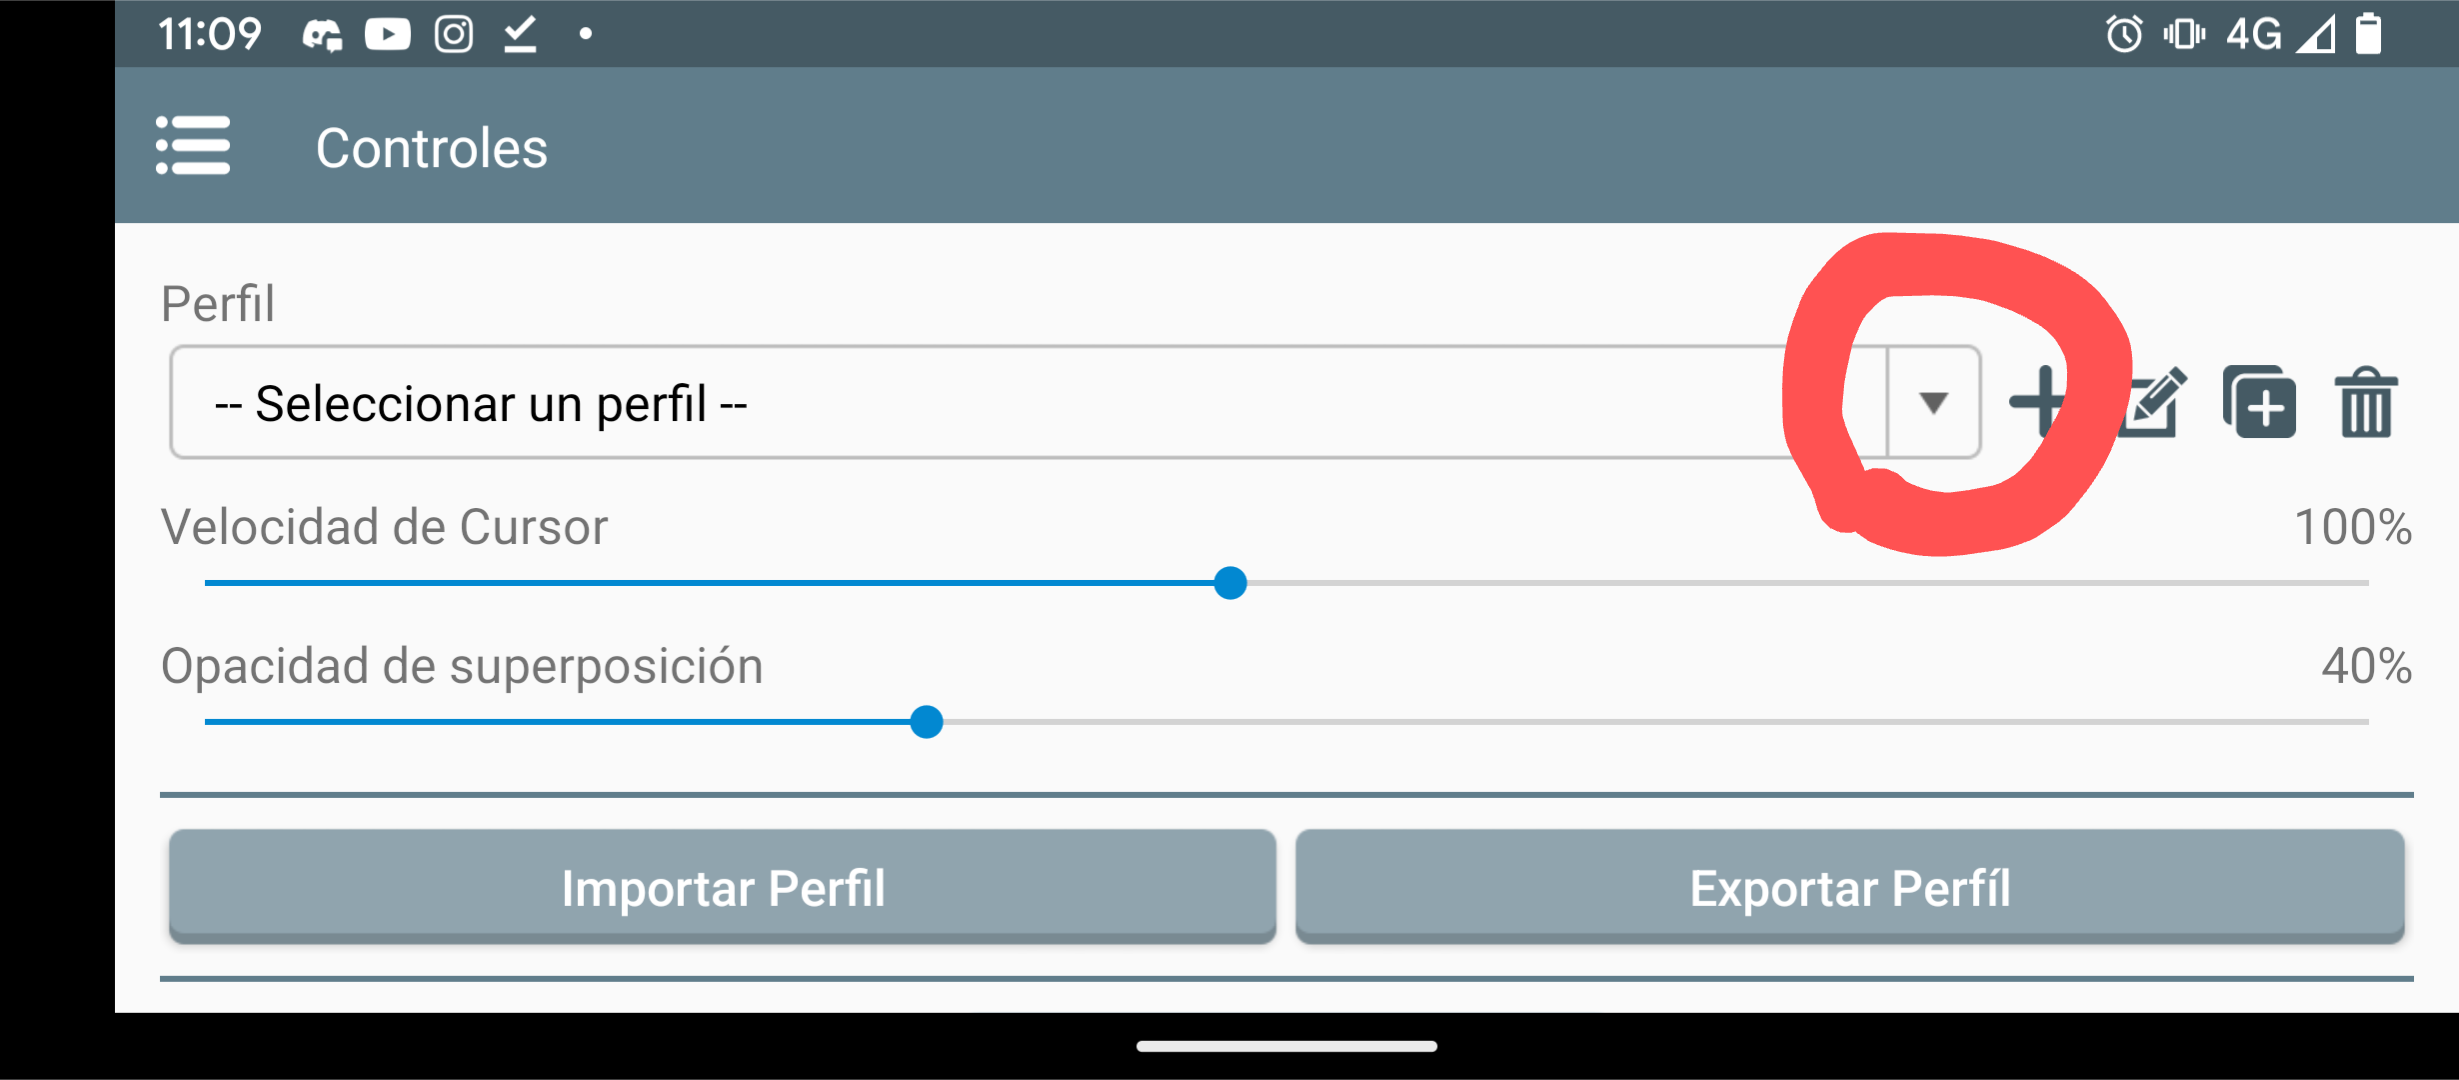 11:09
4G
Controles
Perfil
-- Seleccionar un perfil --
Velocidad de Cursor 100%
Opacidad de superposición 40%
Importar Perfil
Exportar Perfíl